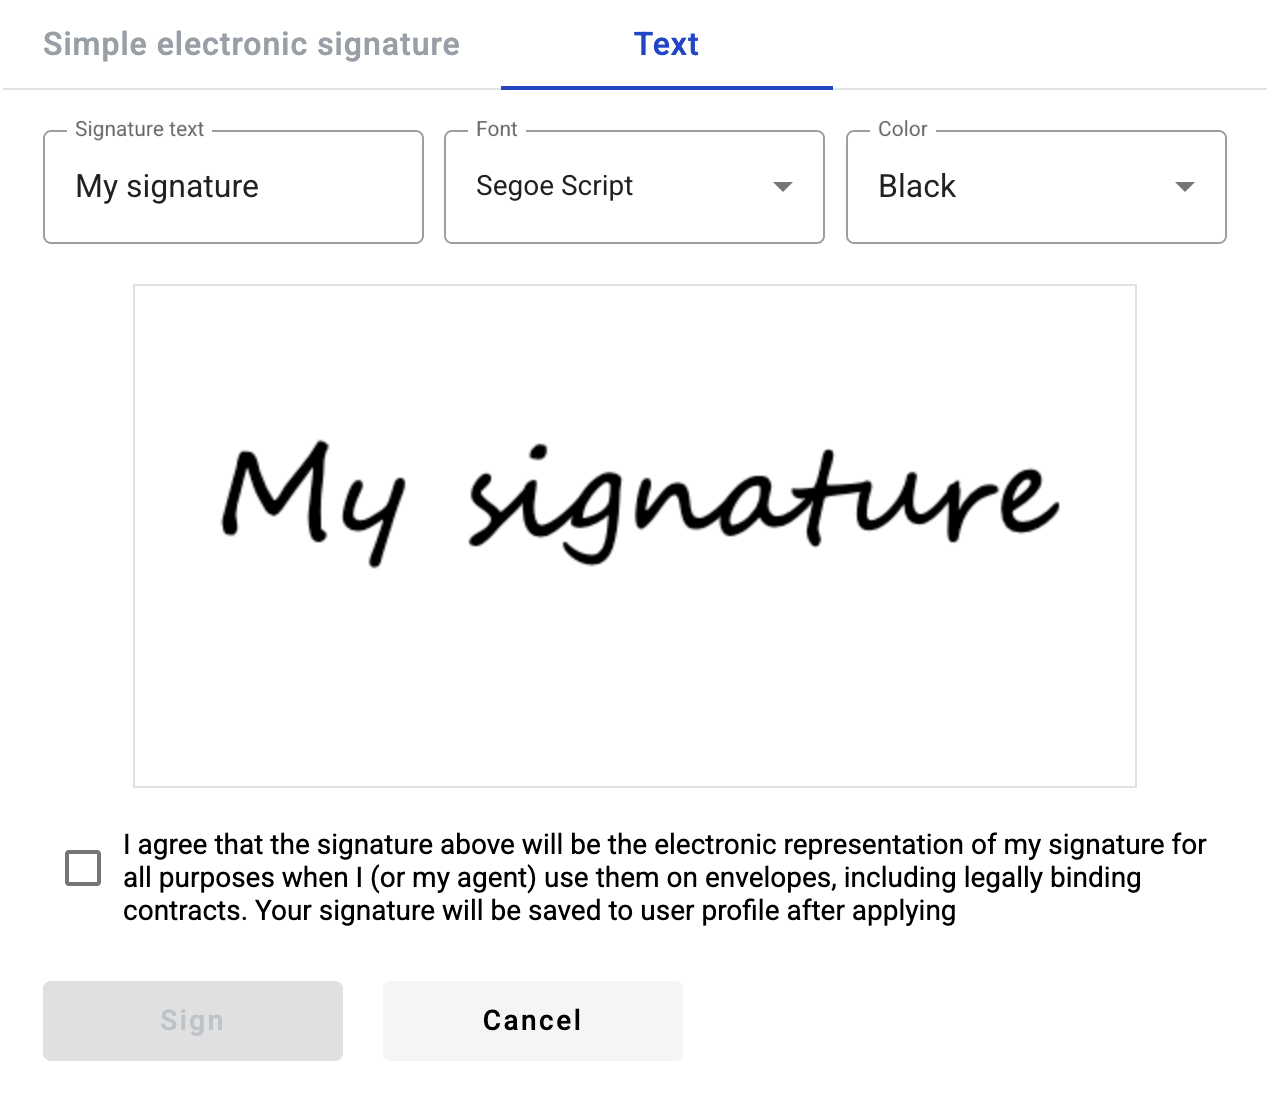 Simple electronic signature
Text
Signature text
Font
Color
My signature
Segoe Script
Black
My signature
I agree that the signature above will be the electronic representation of my signature for
all purposes when I (or my agent) use them on envelopes, including legally binding
contracts. Your signature will be saved to user profile after applying
Sign
Cancel